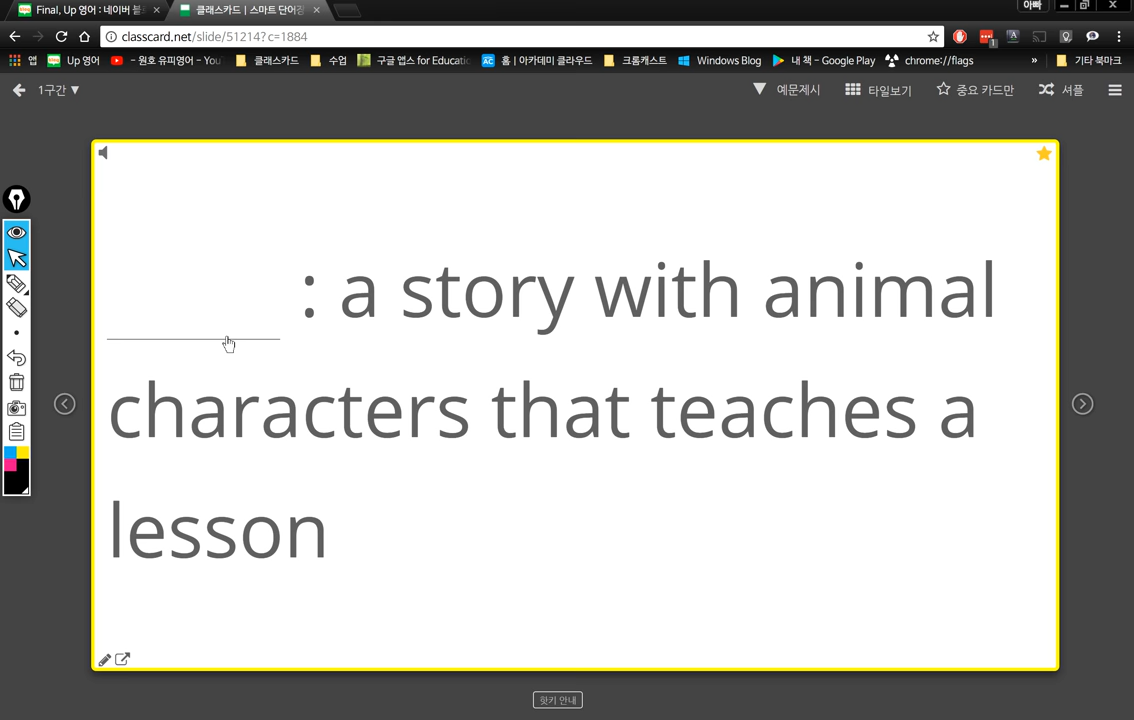 Final, Up 영어 : 네이버 블
클래스카드 | 스마트 단어장
아빠
classcard.net/slide/51214?c=1884
앱
Up 영어
- 원호 유피영어 - You
클래스카드
수업
구글 앱스 for Educatio
AC
홈 | 아카데미 클라우드
크롬캐스트
Windows Blog
내 책 - Google Play
chrome://flags
»
기타 북마크
1구간 ▼
▼ 예문제시
타일보기
중요 카드만
셔플
: a story with animal
characters that teaches a
lesson
핫키 안내